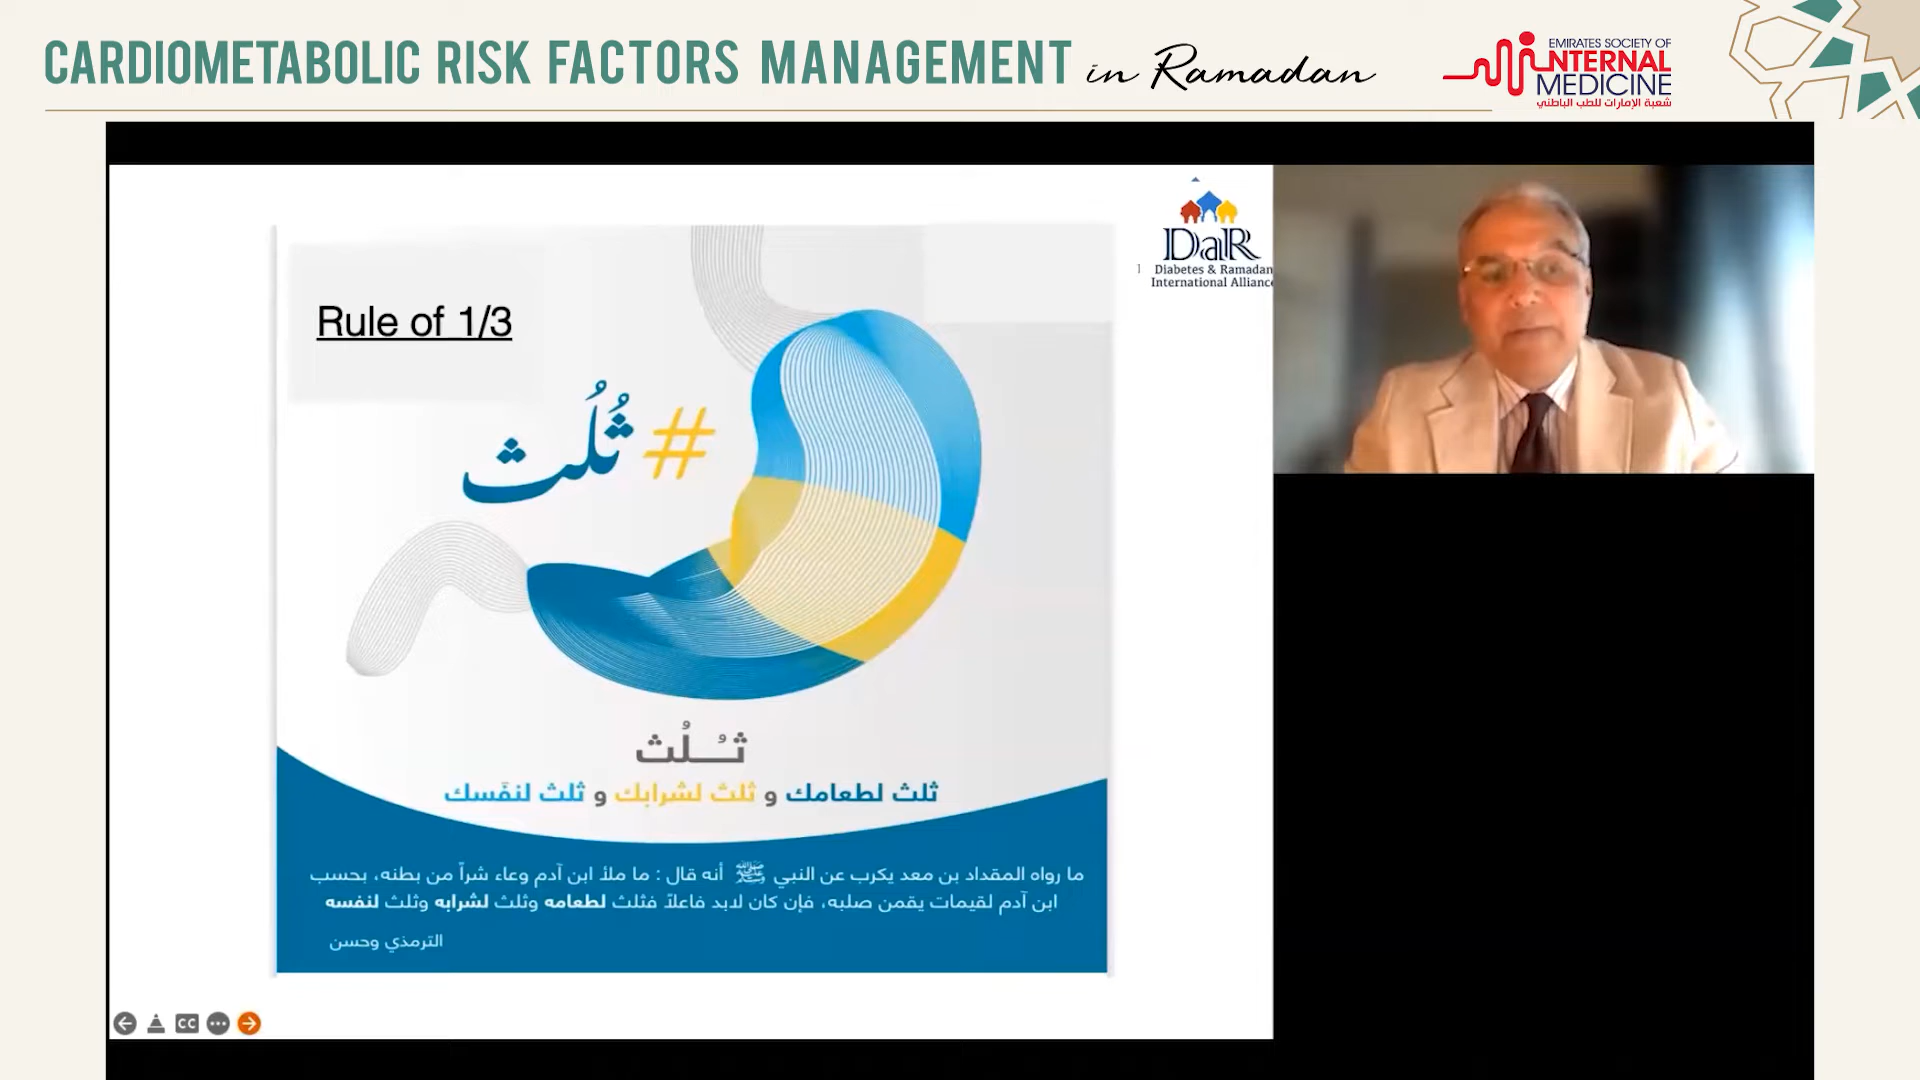 CARDIOMETABOLIC RISK FACTORS MANAGEMENT in Ramadan
EMIRATES SOCIETY OF
INTERNAL
MEDICINE
شعبة الإمارات للطب الباطني
DaR
1 Diabetes & Ramadan
International Alliance
Rule of 1/3
#ثُلُث
ثُلُث
ثلث لطعامك و ثلث لشرابك و ثلث لنفَسك
ما رواه المقداد بن معد يكرب عن النبي ﷺ أنه قال : ما ملأ ابن آدم وعاء شراً من بطنه، بحسب
ابن آدم لقيمات يقمن صلبه، فإن كان لابد فاعلاً فثلث لطعامه وثلث لشرابه وثلث لنفسه
الترمذي وحسن
CC